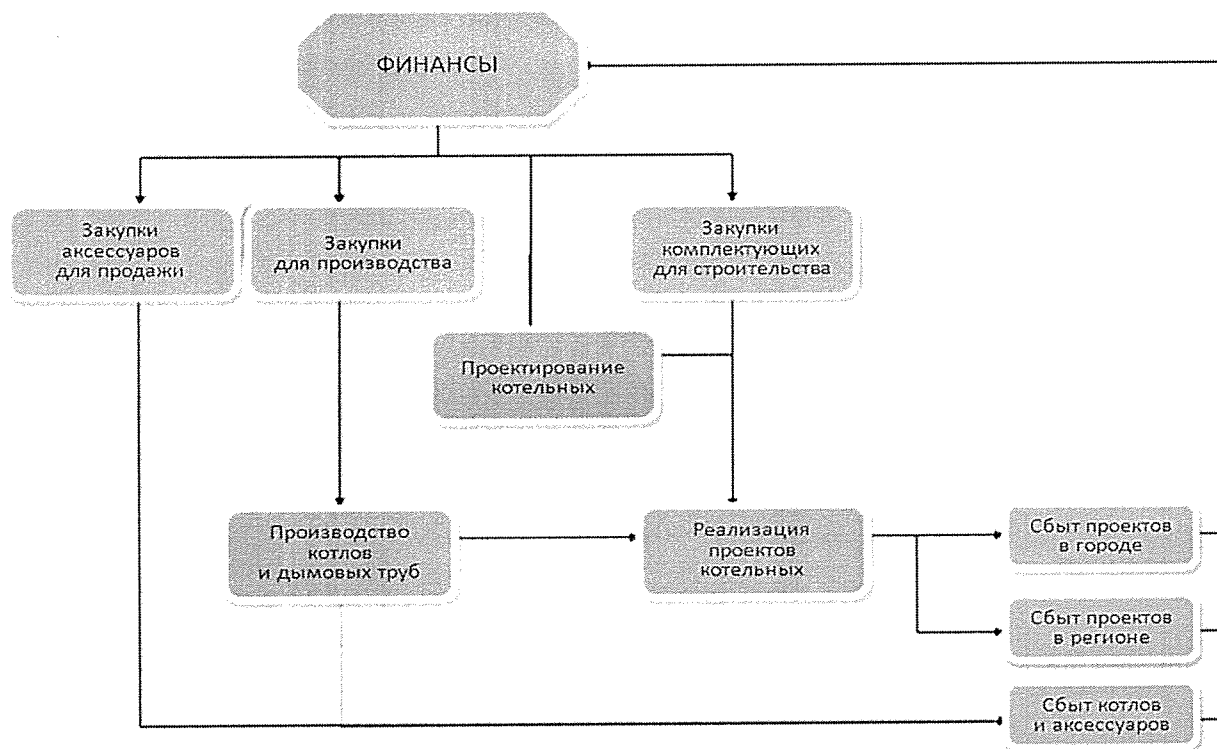 ФИНАНСЫ
Закупки
аксессуаров
для продажи
Закупки
для производства
Закупки
комплектующих
для строительства
Проектирование
котельных
Производство
котлов
и дымовых труб
Реализация
проектов
котельных
Сбыт проектов
в городе
Сбыт проектов
в регионе
Сбыт котлов
и аксессуаров